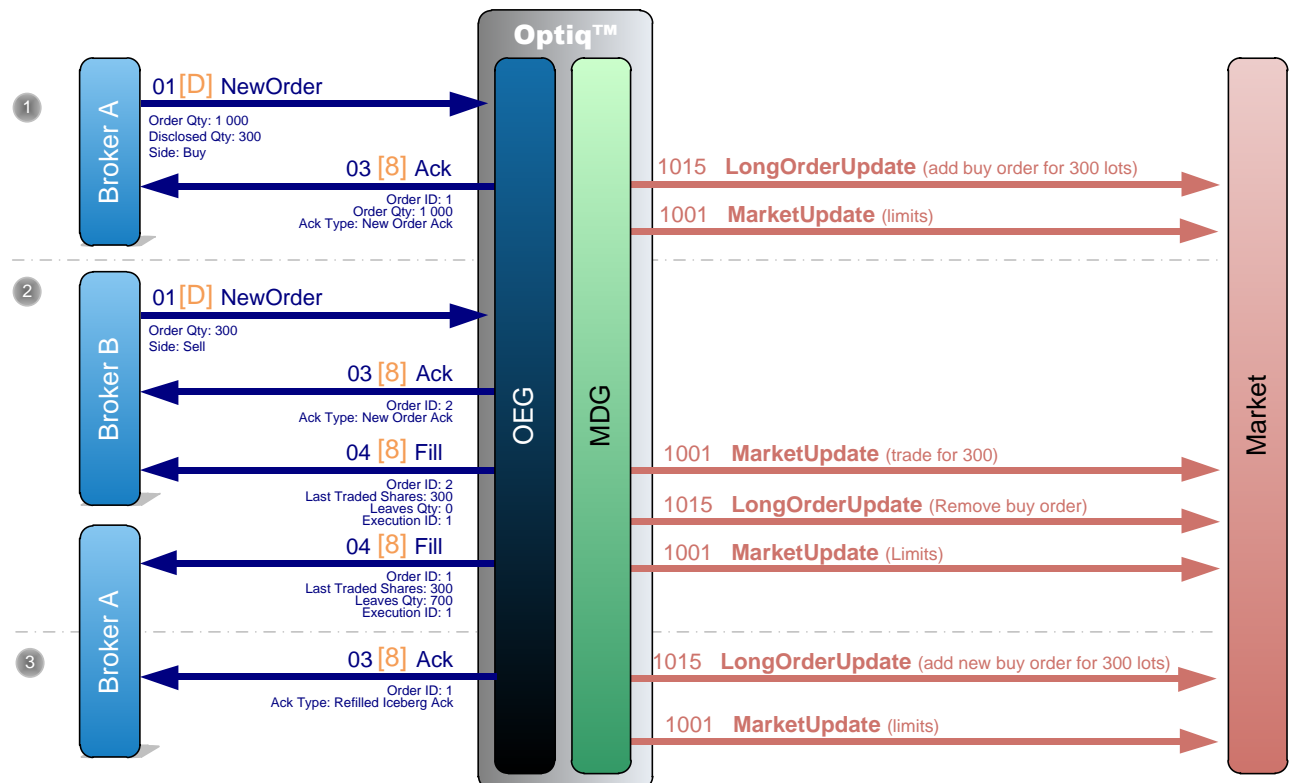 Optiq™
1
Broker A
01 [D] NewOrder
Order Qty: 1 000
Disclosed Qty: 300
Side: Buy
03 [8] Ack
Order ID: 1
Order Qty: 1 000
Ack Type: New Order Ack
1015 LongOrderUpdate (add buy order for 300 lots)
1001 MarketUpdate (limits)
OEG
MDG
Market
2
Broker B
01 [D] NewOrder
Order Qty: 300
Side: Sell
03 [8] Ack
Order ID: 2
Ack Type: New Order Ack
04 [8] Fill
Order ID: 2
Last Traded Shares: 300
Leaves Qty: 0
Execution ID: 1
1001 MarketUpdate (trade for 300)
1015 LongOrderUpdate (Remove buy order)
1001 MarketUpdate (Limits)
Broker A
04 [8] Fill
Order ID: 1
Last Traded Shares: 300
Leaves Qty: 700
Execution ID: 1
3
03 [8] Ack
Order ID: 1
Ack Type: Refilled Iceberg Ack
1015 LongOrderUpdate (add new buy order for 300 lots)
1001 MarketUpdate (limits)